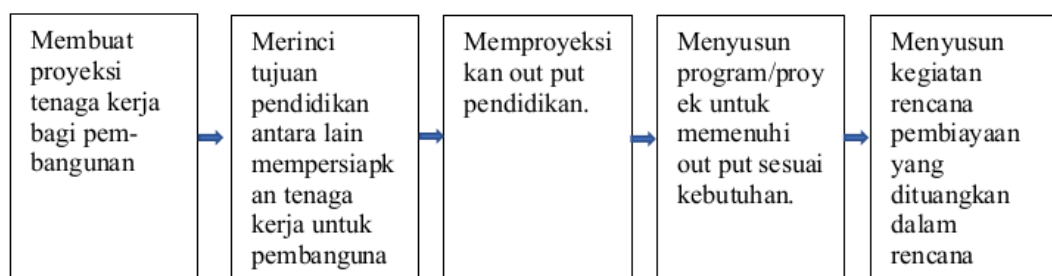 Membuat
proyeksi
tenaga kerja
bagi pem-
bangunan
Merinci
tujuan
pendidikan
antara lain
mempersiapk
an tenaga
kerja untuk
pembanguna
Memproyeksi
kan out put
pendidikan.
Menyusun
program/proy
ek untuk
memenuhi
out put sesuai
kebutuhan.
Menyusun
kegiatan
rencana
pembiayaan
yang
dituangkan
dalam
rencana